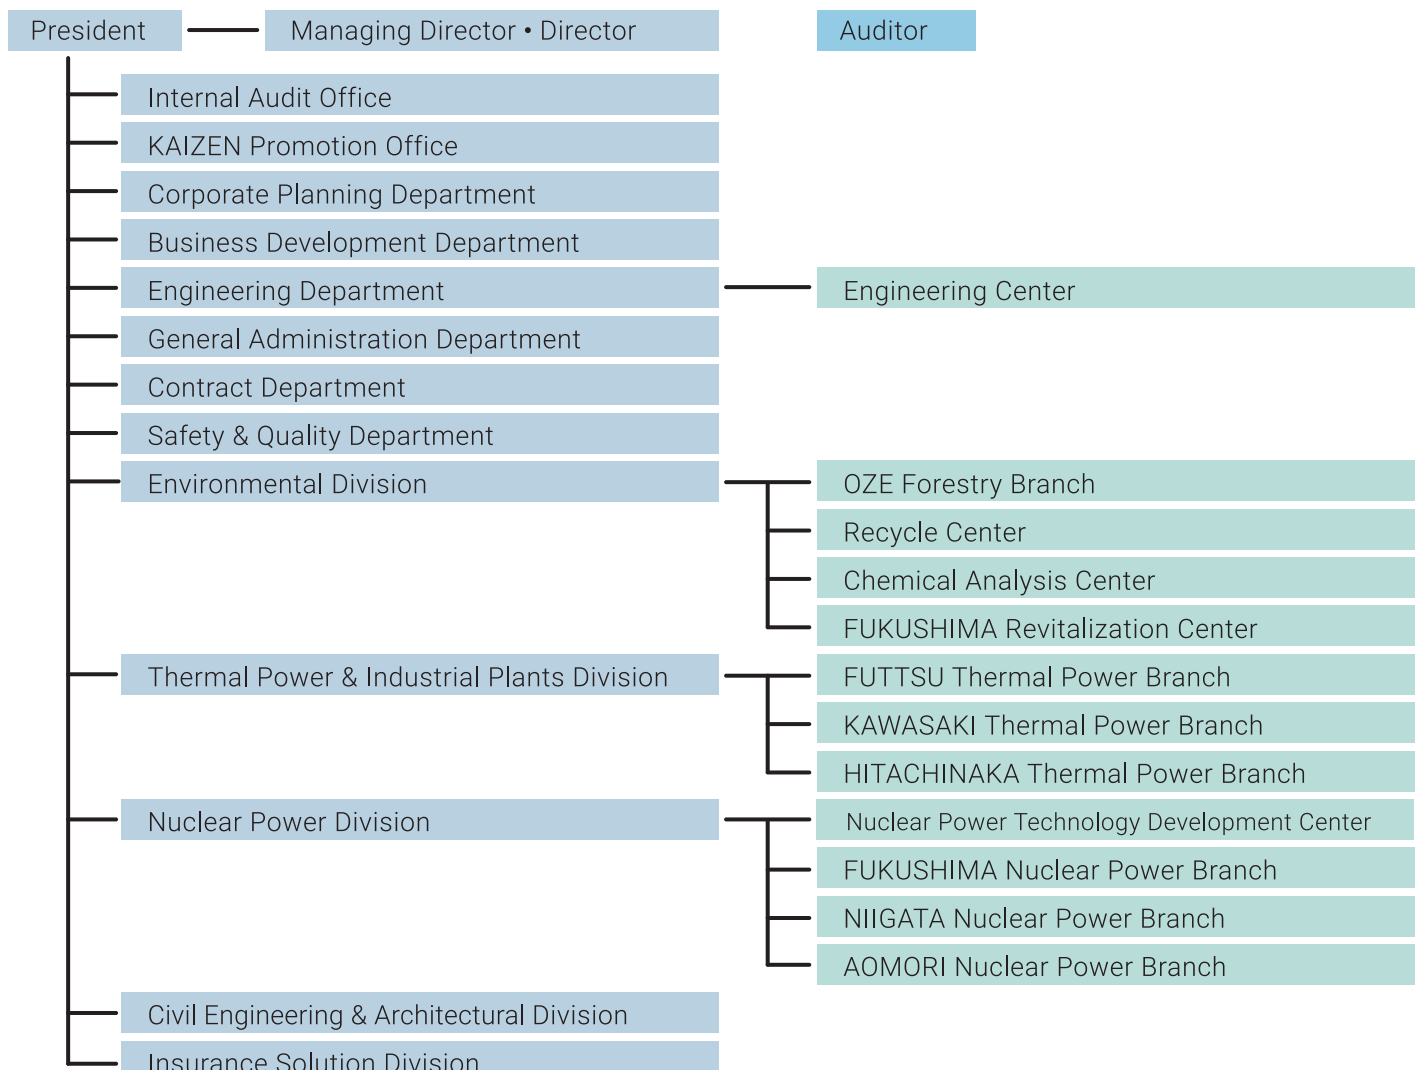 President
Managing Director • Director
Auditor
Internal Audit Office
KAIZEN Promotion Office
Corporate Planning Department
Business Development Department
Engineering Department
Engineering Center
General Administration Department
Contract Department
Safety & Quality Department
Environmental Division
OZE Forestry Branch
Recycle Center
Chemical Analysis Center
FUKUSHIMA Revitalization Center
Thermal Power & Industrial Plants Division
FUTTSU Thermal Power Branch
KAWASAKI Thermal Power Branch
HITACHINAKA Thermal Power Branch
Nuclear Power Division
Nuclear Power Technology Development Center
FUKUSHIMA Nuclear Power Branch
NIIGATA Nuclear Power Branch
AOMORI Nuclear Power Branch
Civil Engineering & Architectural Division
Insurance Solution Division